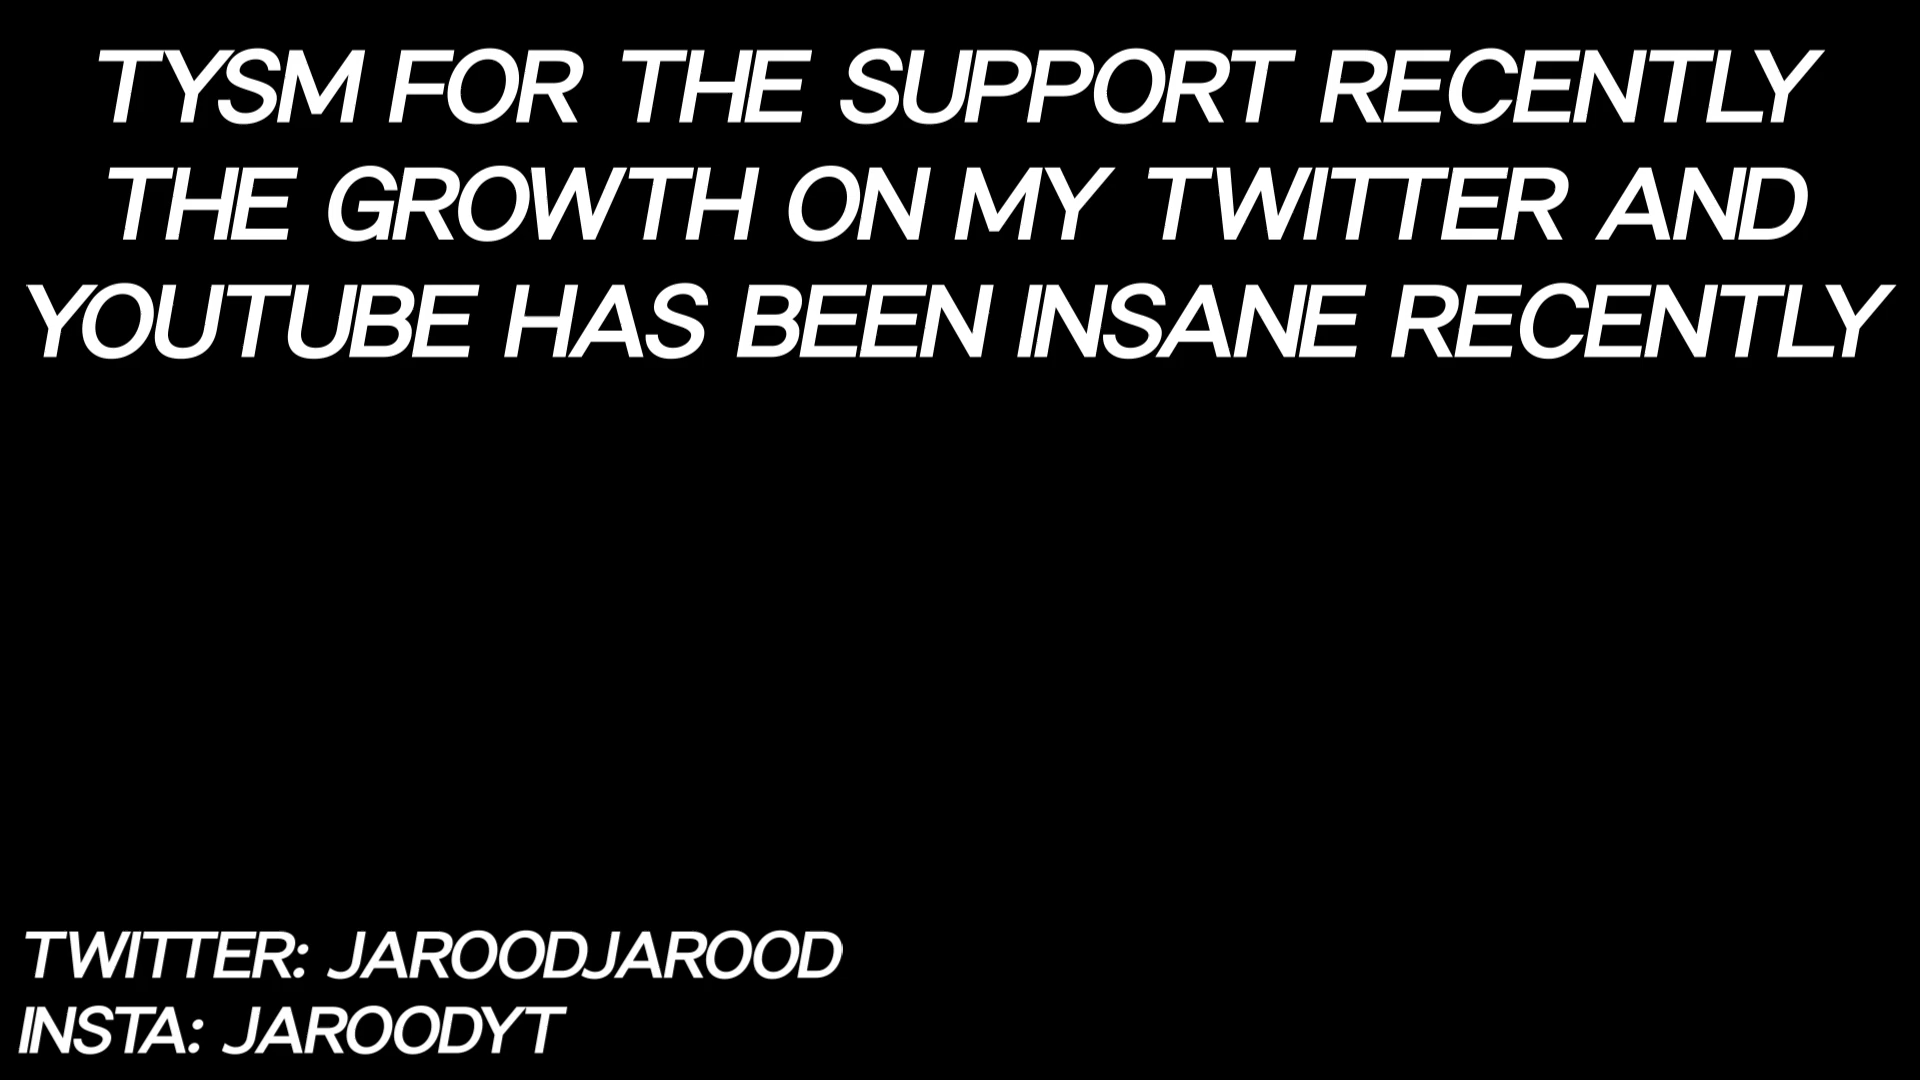 TYSM FOR THE SUPPORT RECENTLY
THE GROWTH ON MY TWITTER AND
YOUTUBE HAS BEEN INSANE RECENTLY
TWITTER: JAROODJAROOD
INSTA: JAROODYT